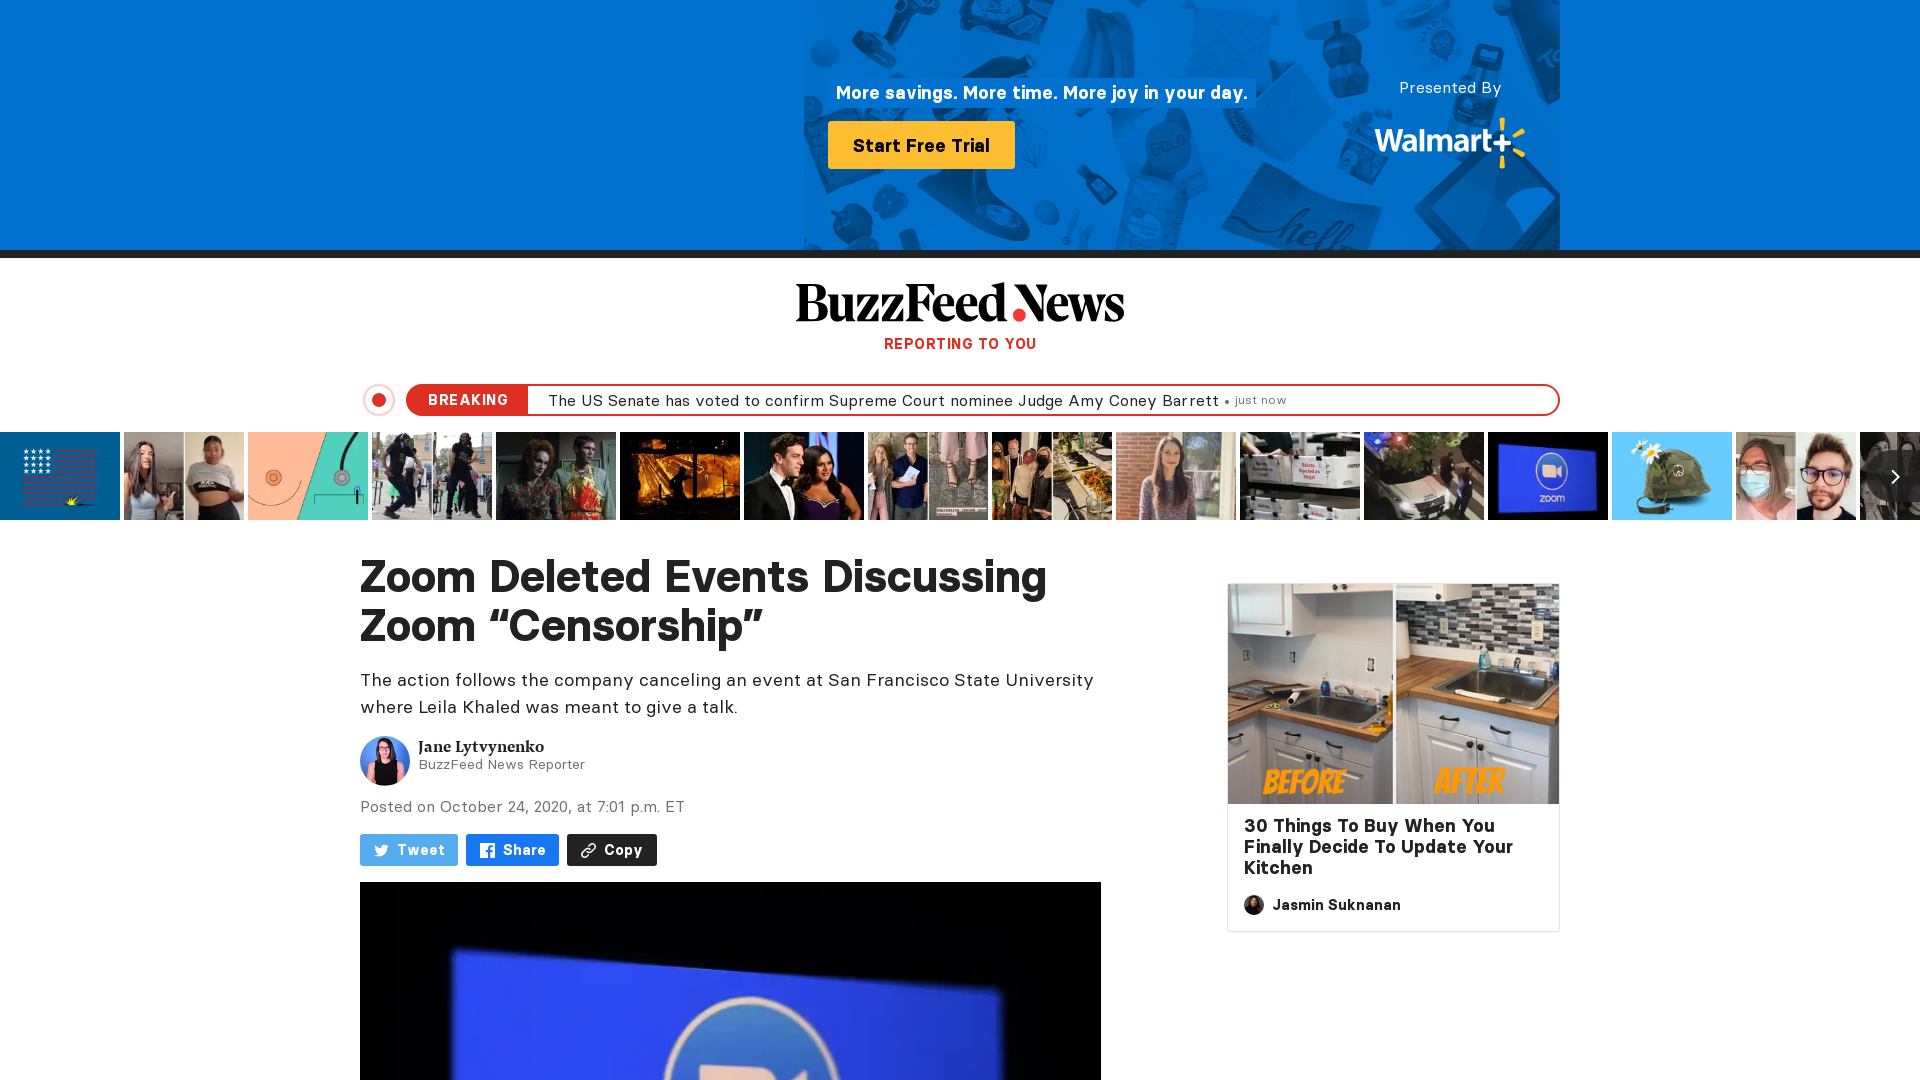 More savings. More time. More joy in your day.
Start Free Trial
Presented By
Walmart+
BuzzFeed News
REPORTING TO YOU
BREAKING The US Senate has voted to confirm Supreme Court nominee Judge Amy Coney Barrett • just now
zoom
Zoom Deleted Events Discussing
Zoom “Censorship”
The action follows the company canceling an event at San Francisco State University
where Leila Khaled was meant to give a talk.
Jane Lytvynenko
BuzzFeed News Reporter
Posted on October 24, 2020, at 7:01 p.m. ET
Tweet Share Copy
BEFORE AFTER
30 Things To Buy When You
Finally Decide To Update Your
Kitchen
Jasmin Suknanan